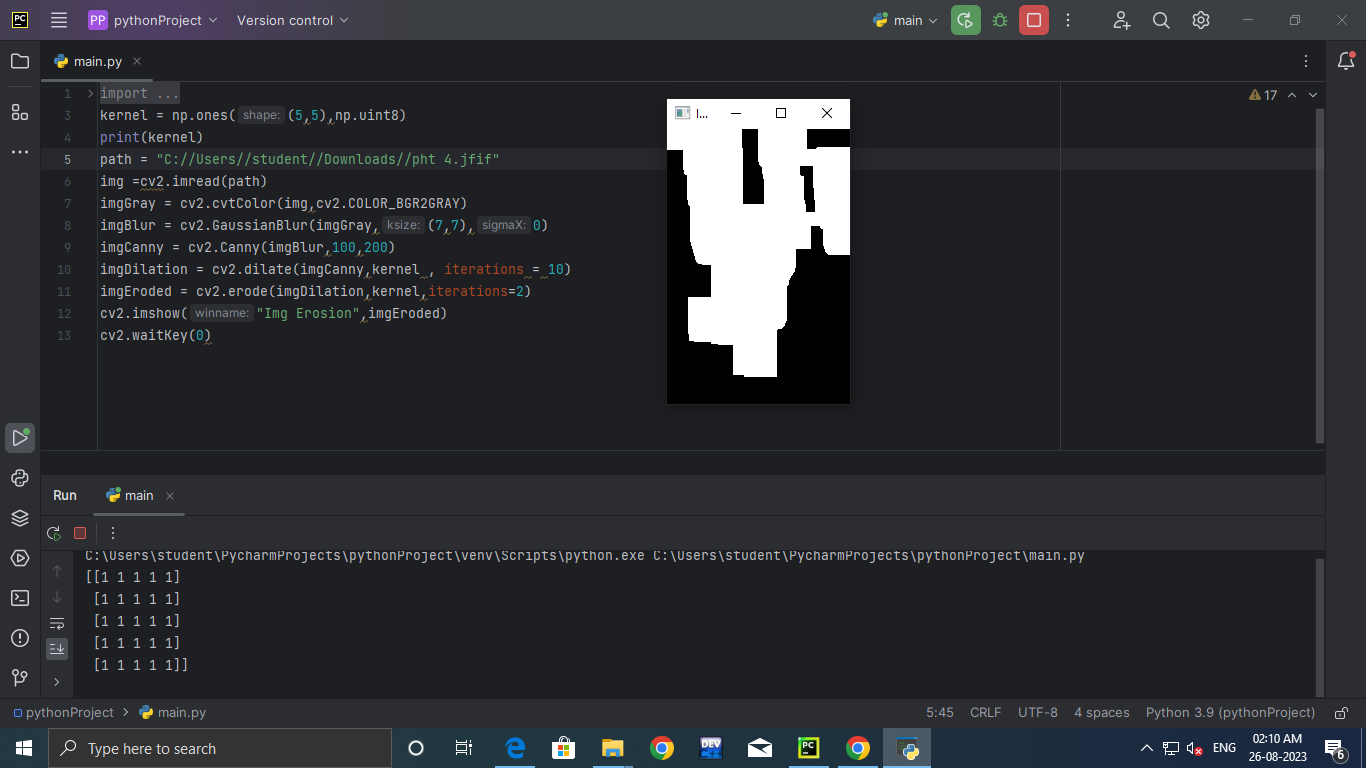 PC PP pythonProject Version control main
main.py
1 import ...
17
3 kernel = np.ones( shape: (5,5),np.uint8)
4 print(kernel)
5 path = "C://Users//student//Downloads//pht 4.jfif"
6 img =cv2.imread(path)
7 imgGray = cv2.cvtColor(img,cv2.COLOR_BGR2GRAY)
8 imgBlur = cv2.GaussianBlur(imgGray, ksize: (7,7), sigmaX: 0)
9 imgCanny = cv2.Canny(imgBlur,100,200)
10 imgDilation = cv2.dilate(imgCanny,kernel , iterations = 10)
11 imgEroded = cv2.erode(imgDilation,kernel,iterations=2)
12 cv2.imshow( winname: "Img Erosion",imgEroded)
13 cv2.waitKey(0)
I...
Run main
C:\Users\student\PycharmProjects\pythonProject\venv\Scripts\python.exe C:\Users\student\PycharmProjects\pythonProject\main.py
[[1 1 1 1 1]
[1 1 1 1 1]
[1 1 1 1 1]
[1 1 1 1 1]
[1 1 1 1 1]]
pythonProject > main.py 5:45 CRLF UTF-8 4 spaces Python 3.9 (pythonProject)
Type here to search
DEV C++
PC
ENG
02:10 AM
26-08-2023
6